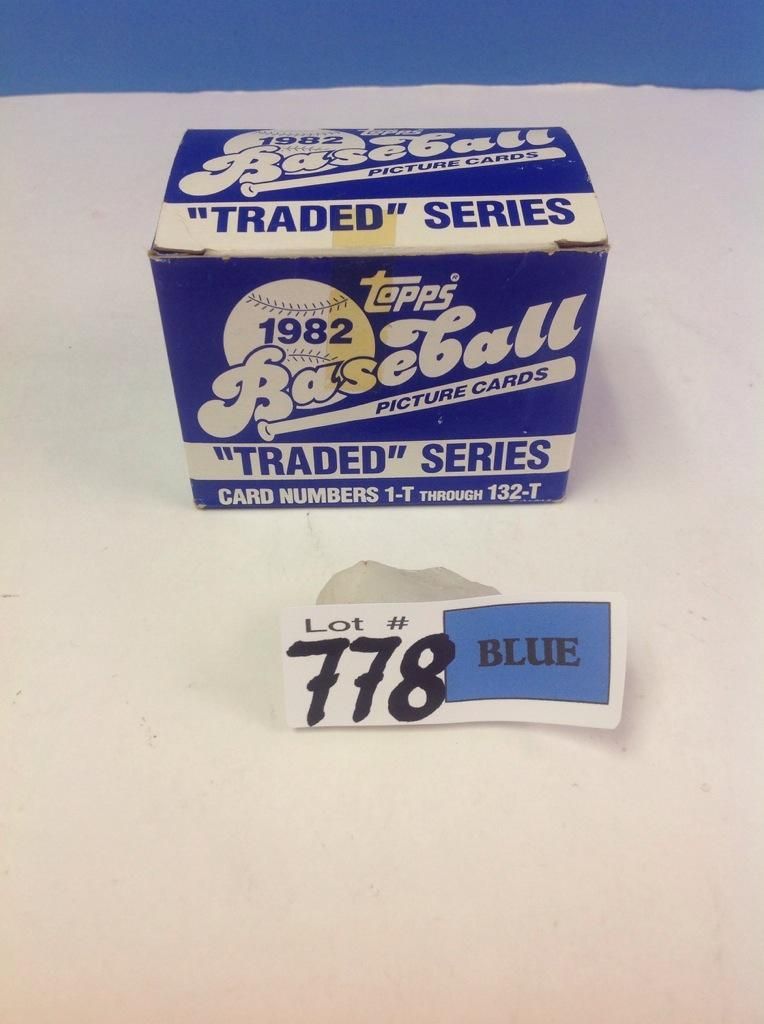 1982 Topps
Baseball
PICTURE CARDS
"TRADED" SERIES
Topps®
1982
Baseball
PICTURE CARDS
"TRADED" SERIES
CARD NUMBERS 1-T THROUGH 132-T
Lot #
778 BLUE